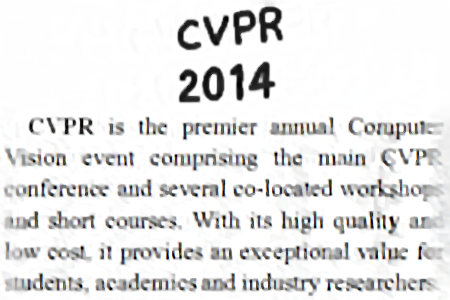 CVPR
2014
CVPR is the premier annual Computer
Vision event comprising the main CVPR
conference and several co-located workshops
and short courses. With its high quality and
low cost, it provides an exceptional value for
students, academics and industry researchers.